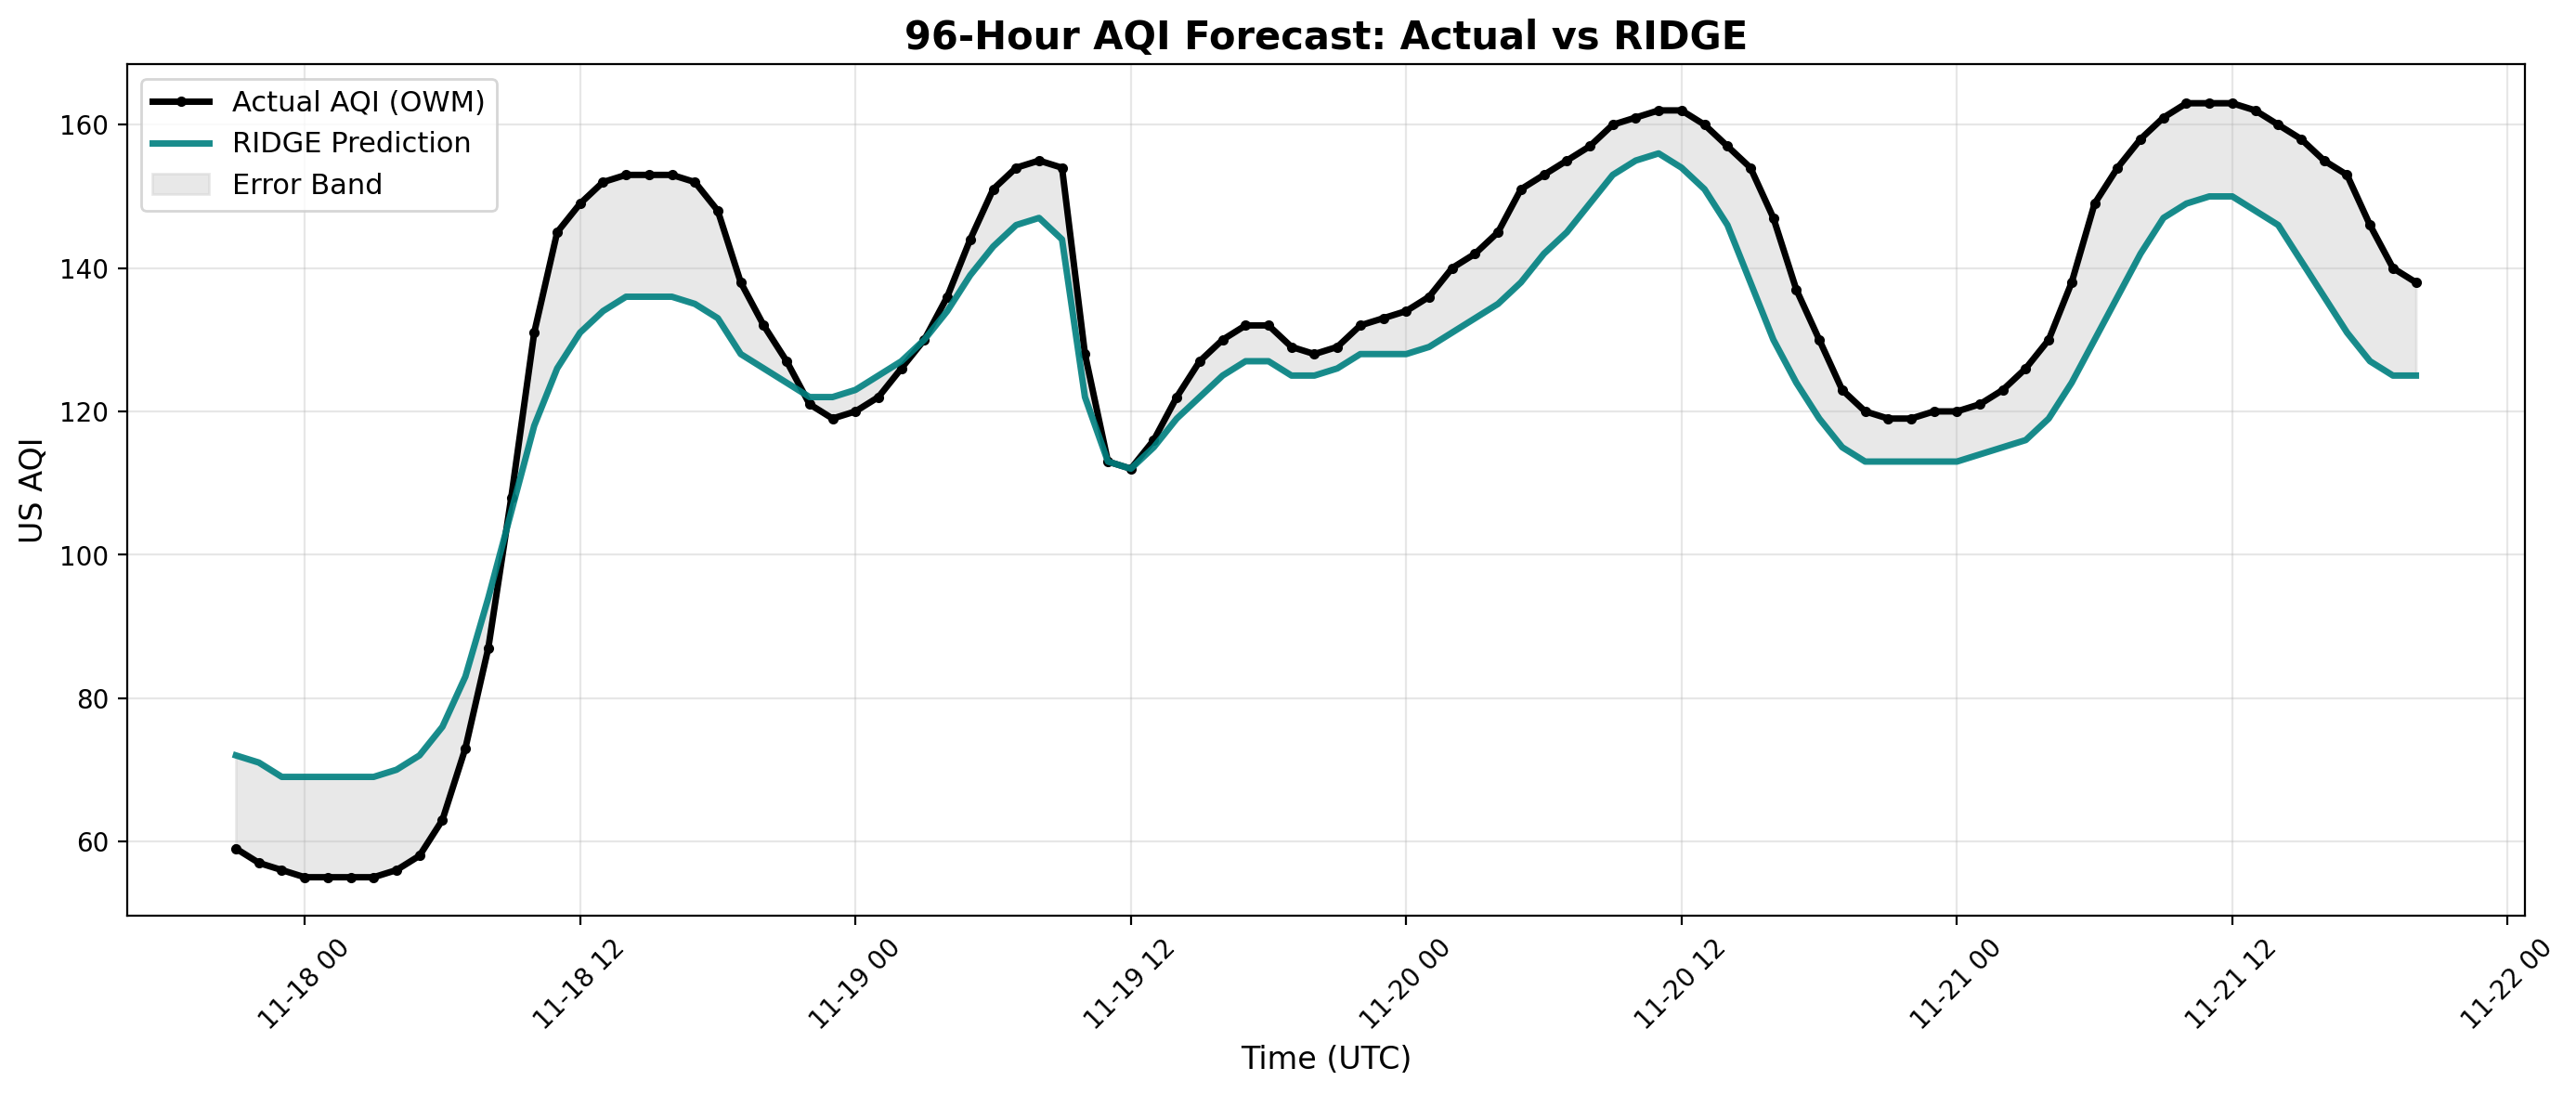 96-Hour AQI Forecast: Actual vs RIDGE
Actual AQI (OWM)
RIDGE Prediction
Error Band
US AQI
160
140
120
100
80
60
11-18 00
11-18 12
11-19 00
11-19 12
11-20 00
11-20 12
11-21 00
11-21 12
11-22 00
Time (UTC)